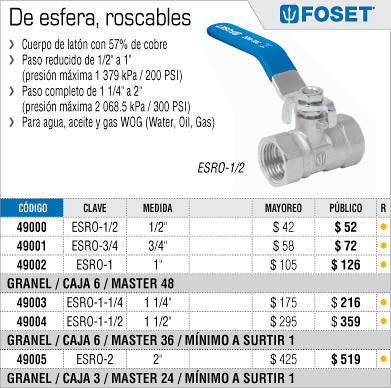 De esfera, roscables
FOSET
Cuerpo de latón con 57% de cobre
Paso reducido de 1/2" a 1"
(presión máxima 1 379 kPa / 200 PSI)
Paso completo de 1 1/4" a 2"
(presión máxima 2 068.5 kPa / 300 PSI)
Para agua, aceite y gas WOG (Water, Oil, Gas)
ESRO-1/2
CÓDIGO CLAVE MEDIDA MAYOREO PÚBLICO R
49000 ESRO-1/2 1/2" $ 42 $ 52
49001 ESRO-3/4 3/4" $ 58 $ 72
49002 ESRO-1 1" $ 105 $ 126
GRANEL / CAJA 6 / MASTER 48
49003 ESRO-1-1/4 1 1/4" $ 175 $ 216
49004 ESRO-1-1/2 1 1/2" $ 295 $ 359
GRANEL / CAJA 6 / MASTER 36 / MÍNIMO A SURTIR 1
49005 ESRO-2 2" $ 425 $ 519
GRANEL / CAJA 3 / MASTER 24 / MÍNIMO A SURTIR 1